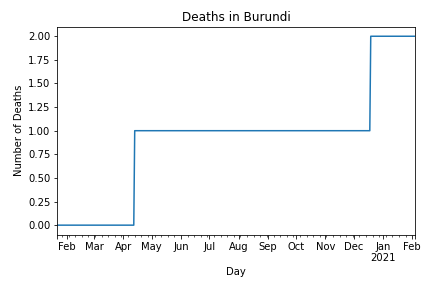 Deaths in Burundi
Number of Deaths
2.00
1.75
1.50
1.25
1.00
0.75
0.50
0.25
0.00
Feb Mar Apr May Jun Jul Aug Sep Oct Nov Dec Jan Feb
2021
Day